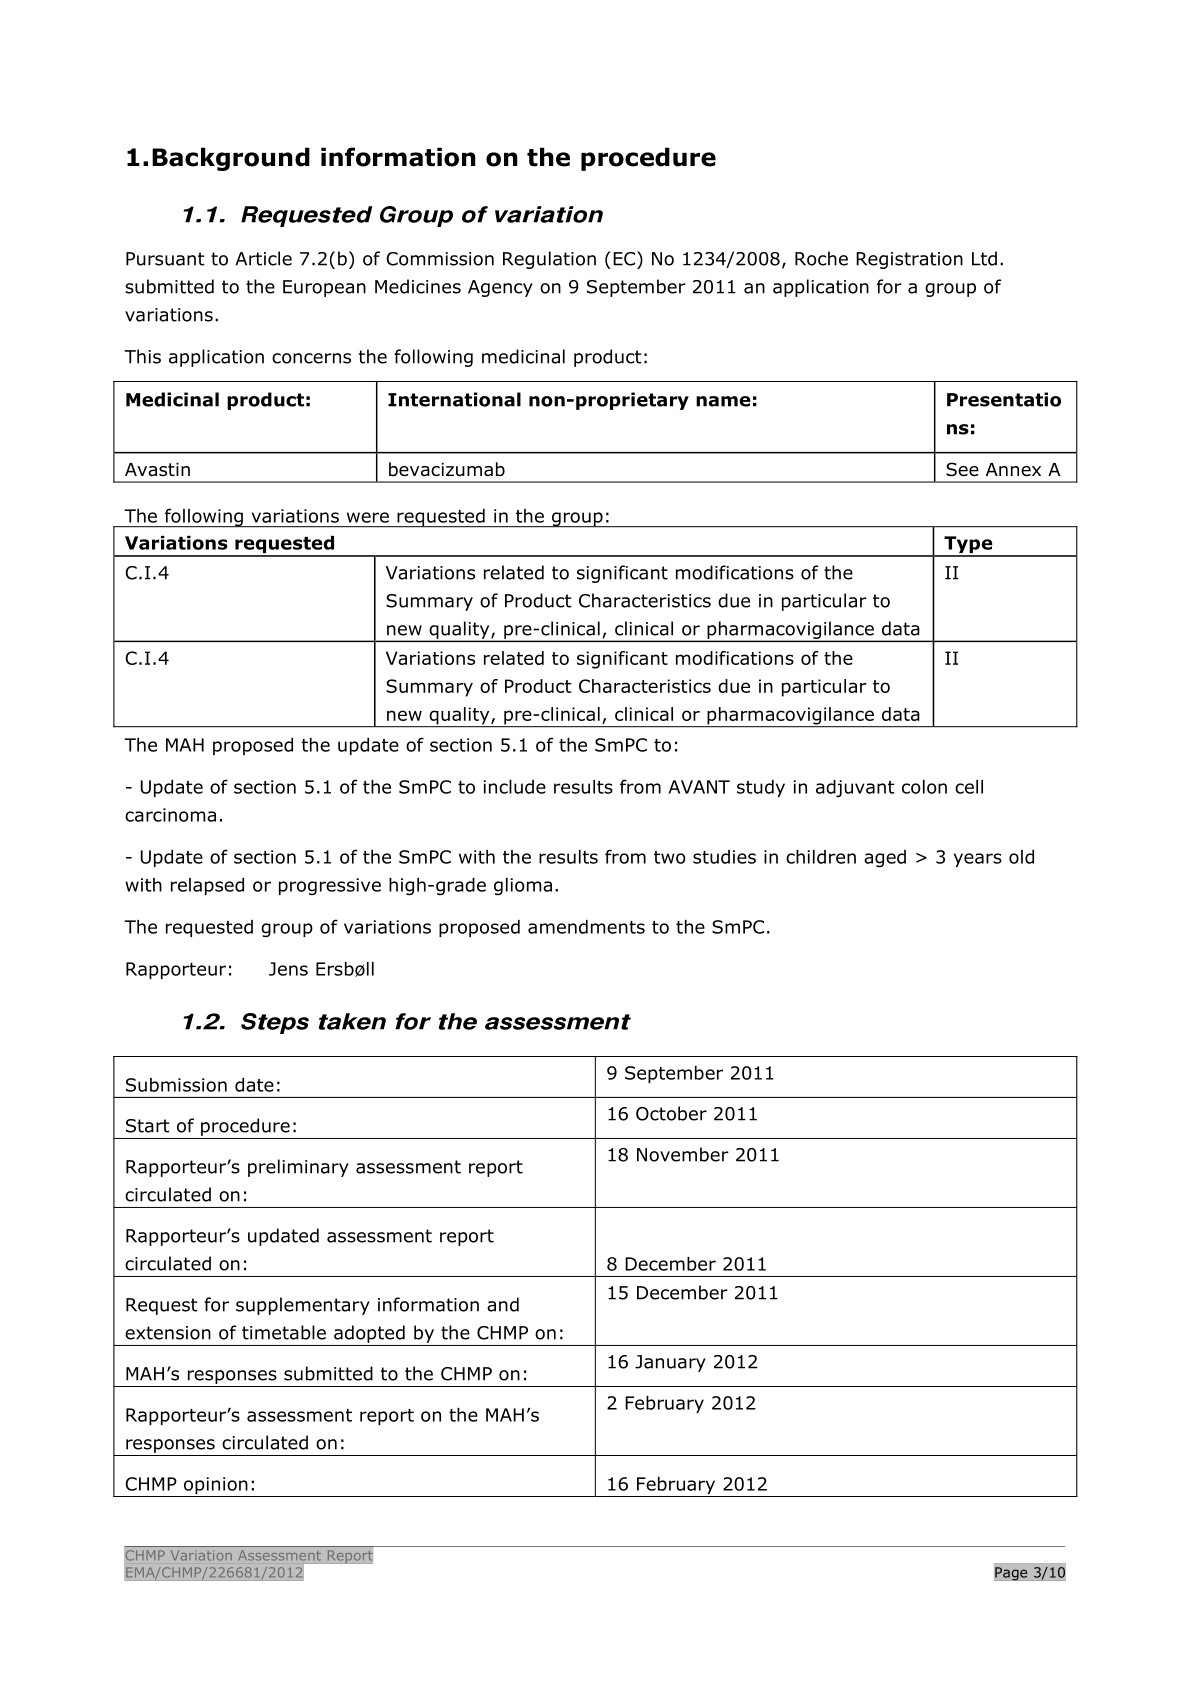 1.Background information on the procedure
1.1. Requested Group of variation
Pursuant to Article 7.2(b) of Commission Regulation (EC) No 1234/2008, Roche Registration Ltd.
submitted to the European Medicines Agency on 9 September 2011 an application for a group of
variations.
This application concerns the following medicinal product:
Medicinal product: International non-proprietary name: Presentatio
ns:
Avastin bevacizumab See Annex A
The following variations were requested in the group:
Variations requested Type
C.I.4 Variations related to significant modifications of the II
Summary of Product Characteristics due in particular to
new quality, pre-clinical, clinical or pharmacovigilance data
C.I.4 Variations related to significant modifications of the II
Summary of Product Characteristics due in particular to
new quality, pre-clinical, clinical or pharmacovigilance data
The MAH proposed the update of section 5.1 of the SmPC to:
- Update of section 5.1 of the SmPC to include results from AVANT study in adjuvant colon cell
carcinoma.
- Update of section 5.1 of the SmPC with the results from two studies in children aged > 3 years old
with relapsed or progressive high-grade glioma.
The requested group of variations proposed amendments to the SmPC.
Rapporteur: Jens Ersbøll
1.2. Steps taken for the assessment
Submission date: 9 September 2011
Start of procedure: 16 October 2011
Rapporteur’s preliminary assessment report 18 November 2011
circulated on:
Rapporteur’s updated assessment report
circulated on: 8 December 2011
Request for supplementary information and 15 December 2011
extension of timetable adopted by the CHMP on:
MAH’s responses submitted to the CHMP on: 16 January 2012
Rapporteur’s assessment report on the MAH’s 2 February 2012
responses circulated on:
CHMP opinion: 16 February 2012
CHMP Variation Assessment Report
EMA/CHMP/226681/2012 Page 3/10